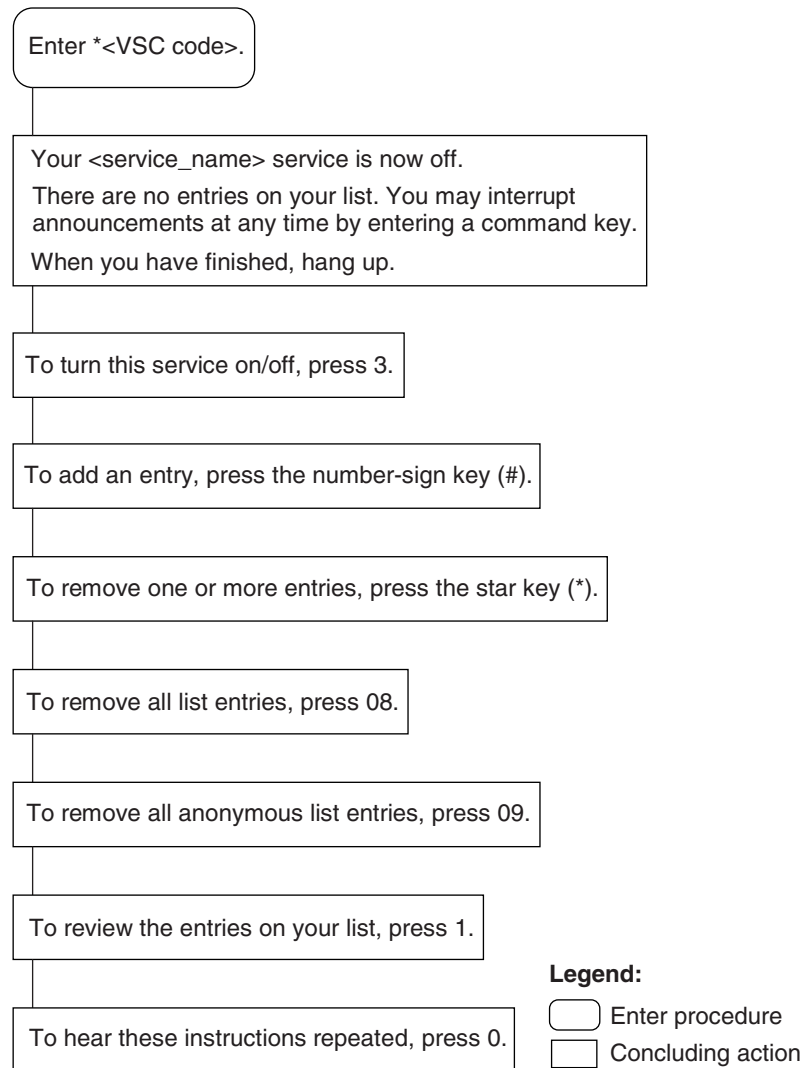 Enter *<VSC code>.
Your <service_name> service is now off.
There are no entries on your list. You may interrupt
announcements at any time by entering a command key.
When you have finished, hang up.
To turn this service on/off, press 3.
To add an entry, press the number-sign key (#).
To remove one or more entries, press the star key (*).
To remove all list entries, press 08.
To remove all anonymous list entries, press 09.
To review the entries on your list, press 1.
To hear these instructions repeated, press 0.
Legend:
Enter procedure
Concluding action